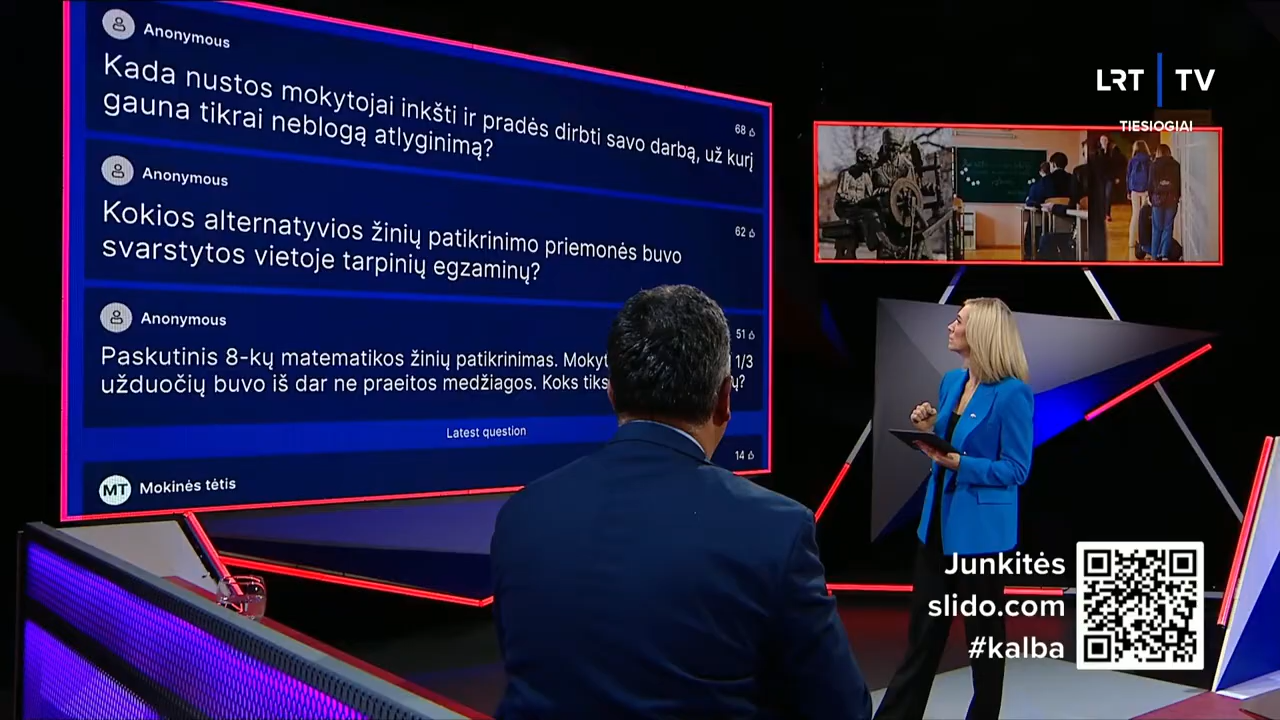 Anonymous
Kada nustos mokytojai inkšti ir pradės dirbti savo darbą, už kurį
gauna tikrai neblogą atlyginimą?
68
Anonymous
Kokios alternatyvios žinių patikrinimo priemonės buvo
svarstytos vietoje tarpinių egzaminų?
62
Anonymous
Paskutinis 8-kų matematikos žinių patikrinimas. 1/3
užduočių buvo iš dar ne praeitos medžiagos. Koks
51
Latest question
MT
Mokinės tėtis
14
LRT TV
TIESIOGIAI
Junkitės
slido.com
#kalba